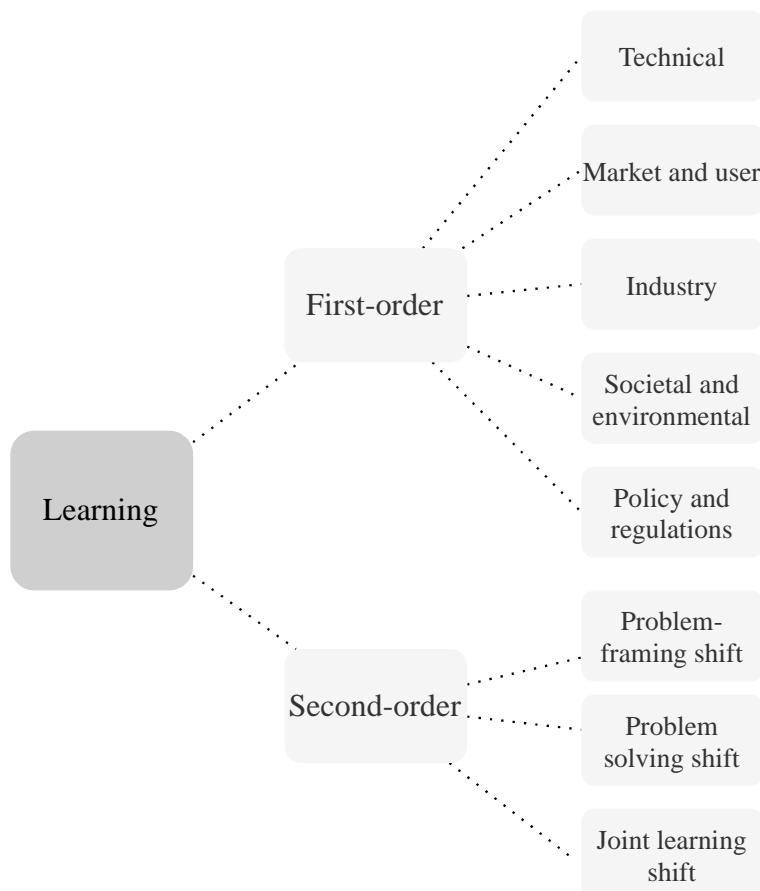 Learning
First-order
Technical
Market and user
Industry
Societal and
environmental
Policy and
regulations
Second-order
Problem-
framing shift
Problem
solving shift
Joint learning
shift